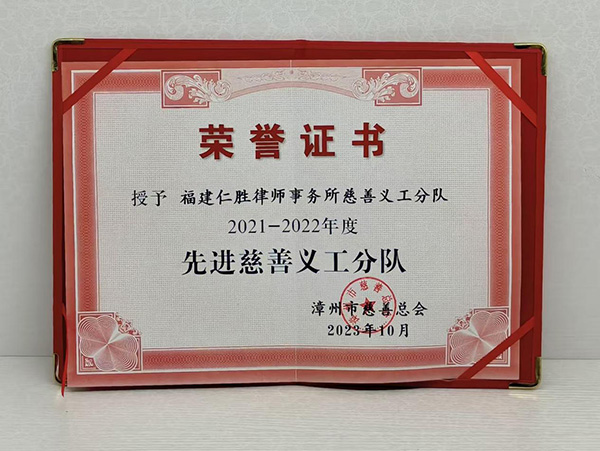 荣誉证书
授予 福建仁胜律师事务所慈善义工分队
2021-2022年度
先进慈善义工分队
漳州市慈善总会
2023年10月